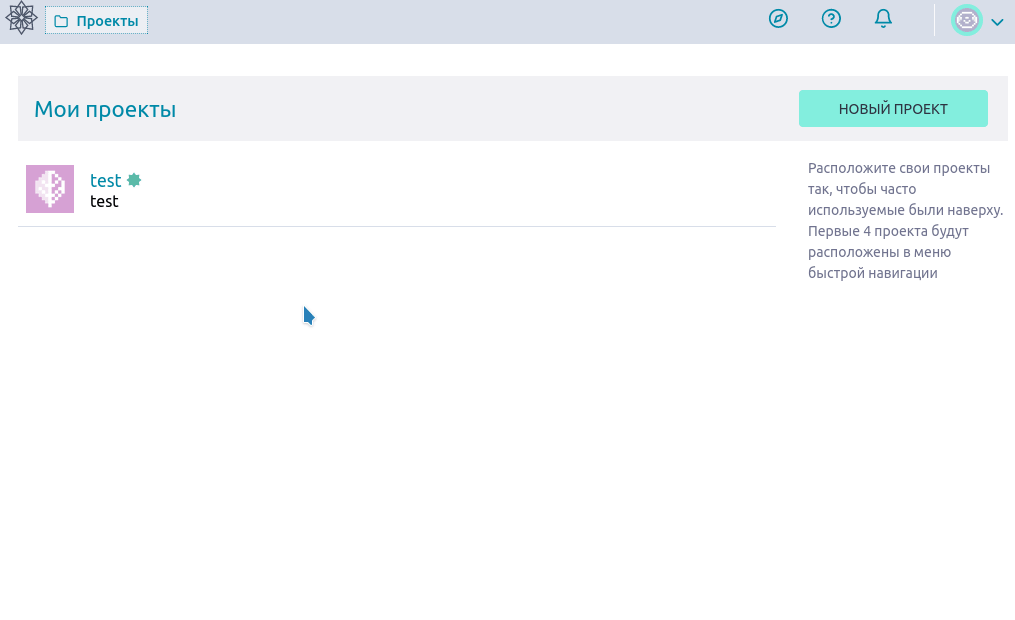 Проекты
Мои проекты
НОВЫЙ ПРОЕКТ
test
test
Расположите свои проекты
так, чтобы часто
используемые были наверху.
Первые 4 проекта будут
расположены в меню
быстрой навигации